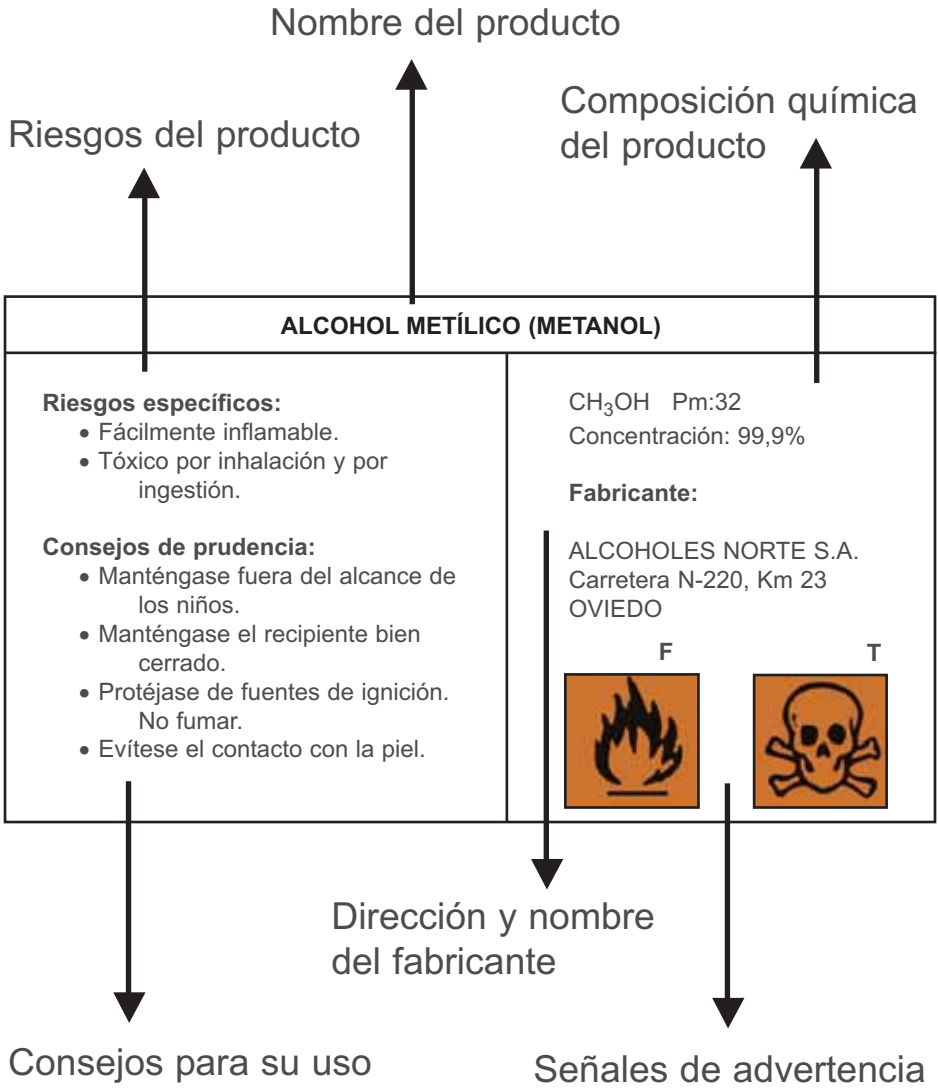 Nombre del producto
Riesgos del producto
Composición química
del producto
ALCOHOL METÍLICO (METANOL)
Riesgos específicos:
• Fácilmente inflamable.
• Tóxico por inhalación y por
ingestión.
Consejos de prudencia:
• Manténgase fuera del alcance de
los niños.
• Manténgase el recipiente bien
cerrado.
• Protéjase de fuentes de ignición.
No fumar.
• Evítese el contacto con la piel.
CH₃OH Pm:32
Concentración: 99,9%
Fabricante:
ALCOHOLES NORTE S.A.
Carretera N-220, Km 23
OVIEDO
F T
Dirección y nombre
del fabricante
Consejos para su uso
Señales de advertencia